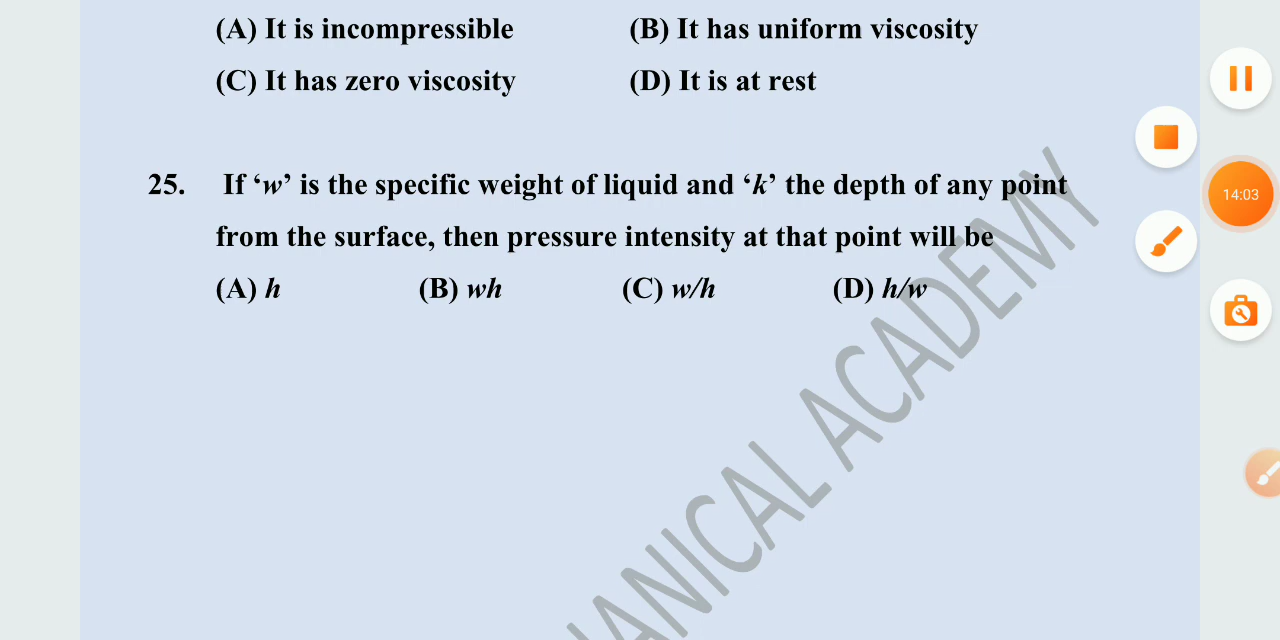 (A) It is incompressible (B) It has uniform viscosity
(C) It has zero viscosity (D) It is at rest
25. If ‘w’ is the specific weight of liquid and ‘k’ the depth of any point
from the surface, then pressure intensity at that point will be
(A) h (B) wh (C) w/h (D) h/w
14:03
HANICAL ACADEMY